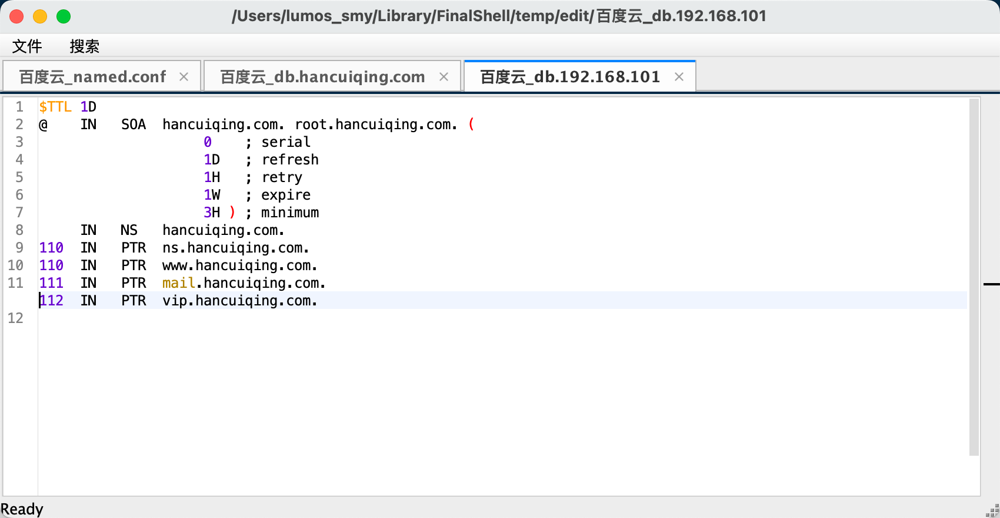 /Users/lumos_smy/Library/FinalShell/temp/edit/百度云_db.192.168.101
文件 搜索
百度云_named.conf × 百度云_db.hancuiqing.com × 百度云_db.192.168.101 ×
1 $TTL 1D
2 @ IN SOA hancuiqing.com. root.hancuiqing.com. (
3 0 ; serial
4 1D ; refresh
5 1H ; retry
6 1W ; expire
7 3H ) ; minimum
8 IN NS hancuiqing.com.
9 110 IN PTR ns.hancuiqing.com.
10 110 IN PTR www.hancuiqing.com.
11 111 IN PTR mail.hancuiqing.com.
112 IN PTR vip.hancuiqing.com.
12
Ready